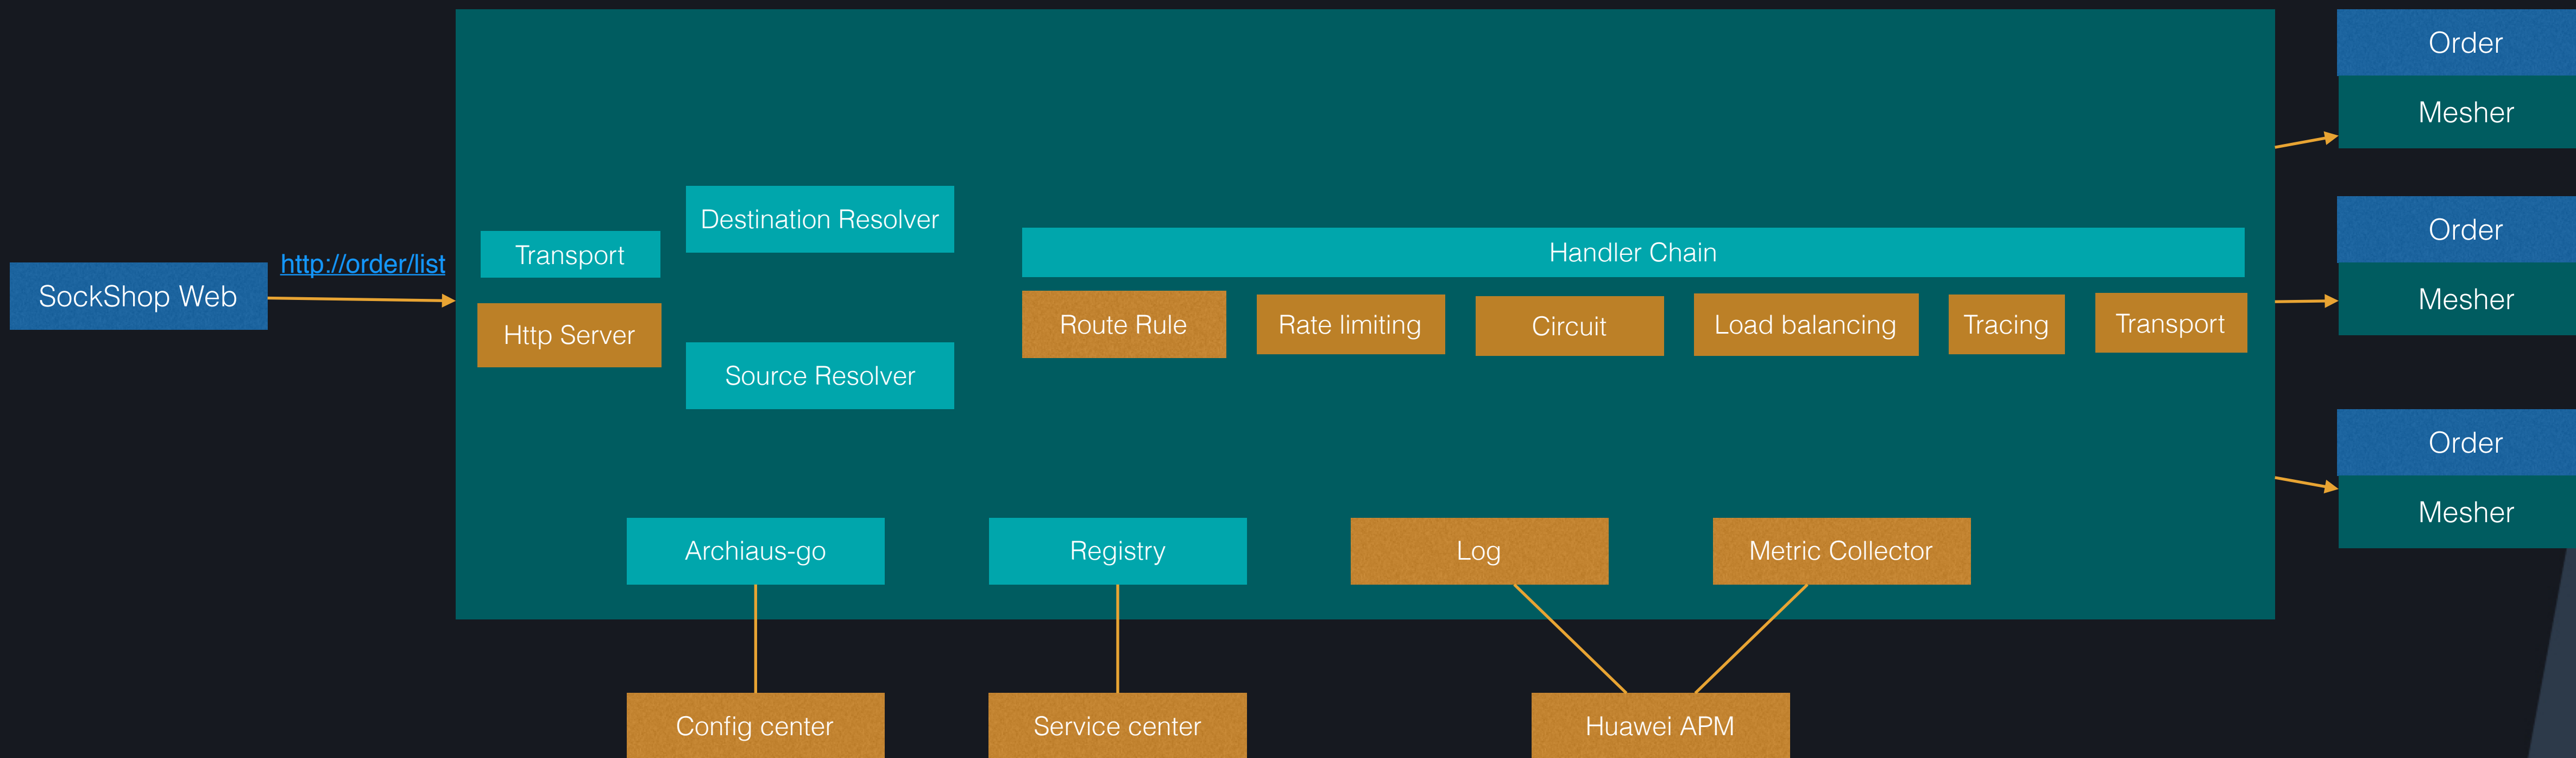 SockShop Web
http://order/list
Transport
Http Server
Destination Resolver
Source Resolver
Handler Chain
Route Rule
Rate limiting
Circuit
Load balancing
Tracing
Transport
Archiaus-go
Registry
Log
Metric Collector
Config center
Service center
Huawei APM
Order
Mesher
Order
Mesher
Order
Mesher